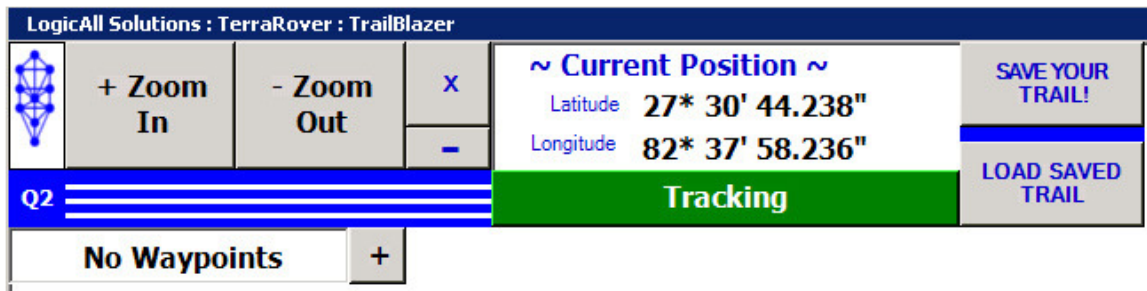 LogicAll Solutions : TerraRover : TrailBlazer
+ Zoom
In
- Zoom
Out
X
-
~ Current Position ~
Latitude 27* 30' 44.238"
Longitude 82* 37' 58.236"
SAVE YOUR
TRAIL!
Q2
Tracking
LOAD SAVED
TRAIL
No Waypoints +